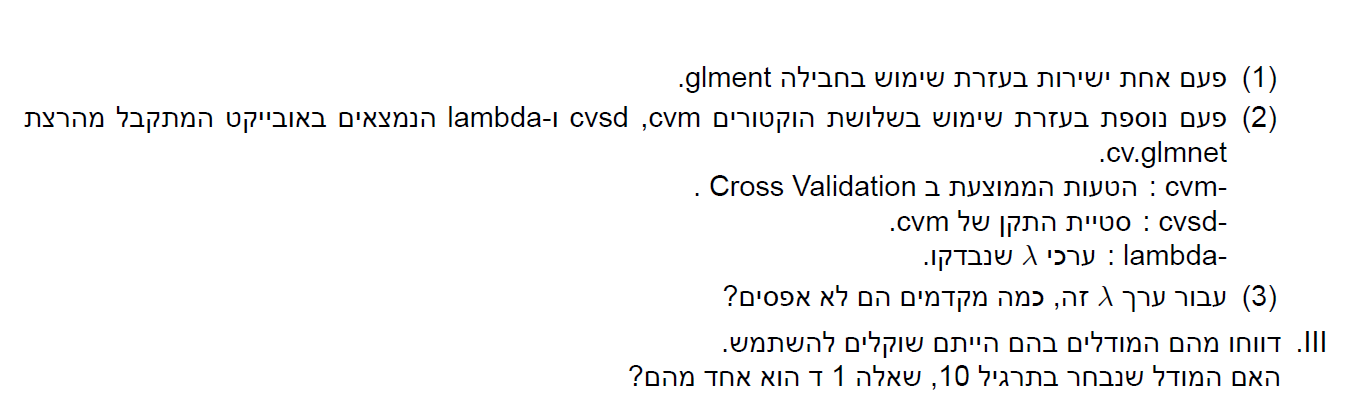 (1) פעם אחת ישירות בעזרת שימוש בחבילה glment.
(2) פעם נוספת בעזרת שימוש בשלושת הוקטורים cvm, cvsd ו-lambda הנמצאים באובייקט המתקבל מהרצת
cv.glmnet.
-cvm : הטעות הממוצעת ב Cross Validation .
-cvsd : סטיית התקן של cvm.
-lambda : ערכי λ שנבדקו.
(3) עבור ערך λ זה, כמה מקדמים הם לא אפסים?
III. דווחו מהם המודלים בהם הייתם שוקלים להשתמש.
האם המודל שנבחר בתרגיל 10, שאלה 1 ד הוא אחד מהם?